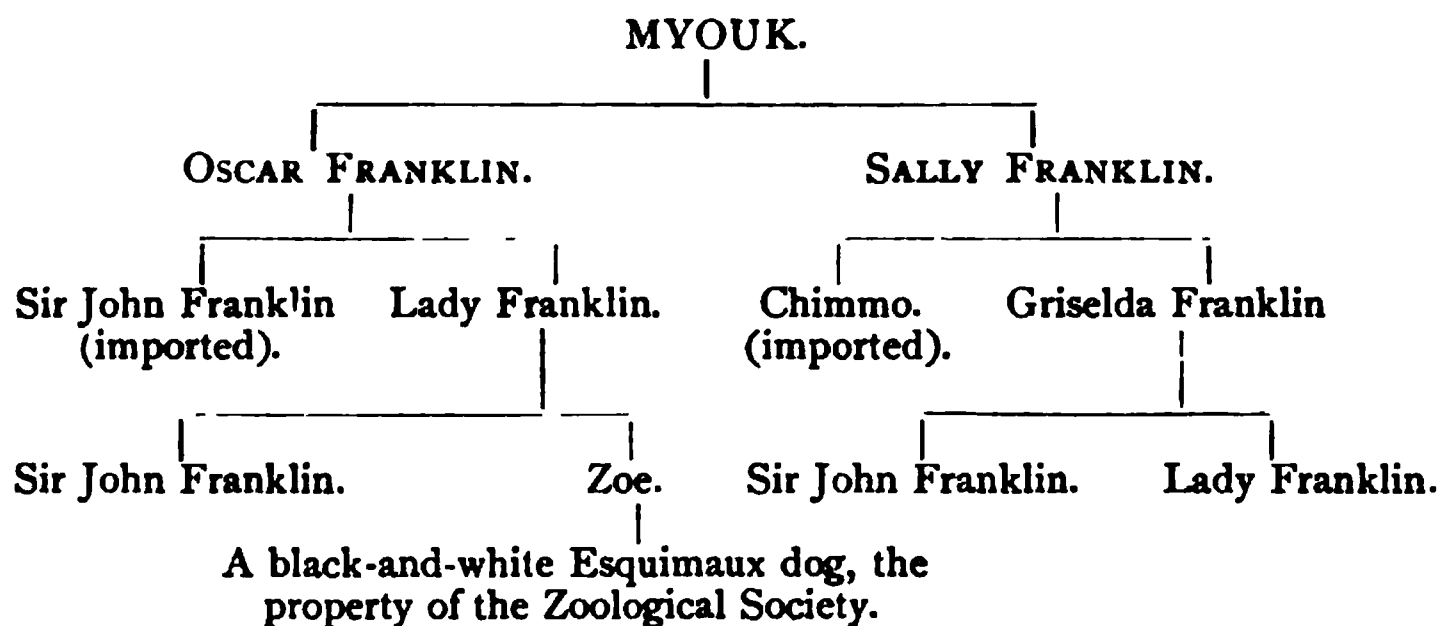 MYOUK.
OSCAR FRANKLIN. SALLY FRANKLIN.
Sir John Franklin Lady Franklin. Chimmo. Griselda Franklin
(imported). (imported).
Sir John Franklin. Zoe. Sir John Franklin. Lady Franklin.
A black-and-white Esquimaux dog, the
property of the Zoological Society.